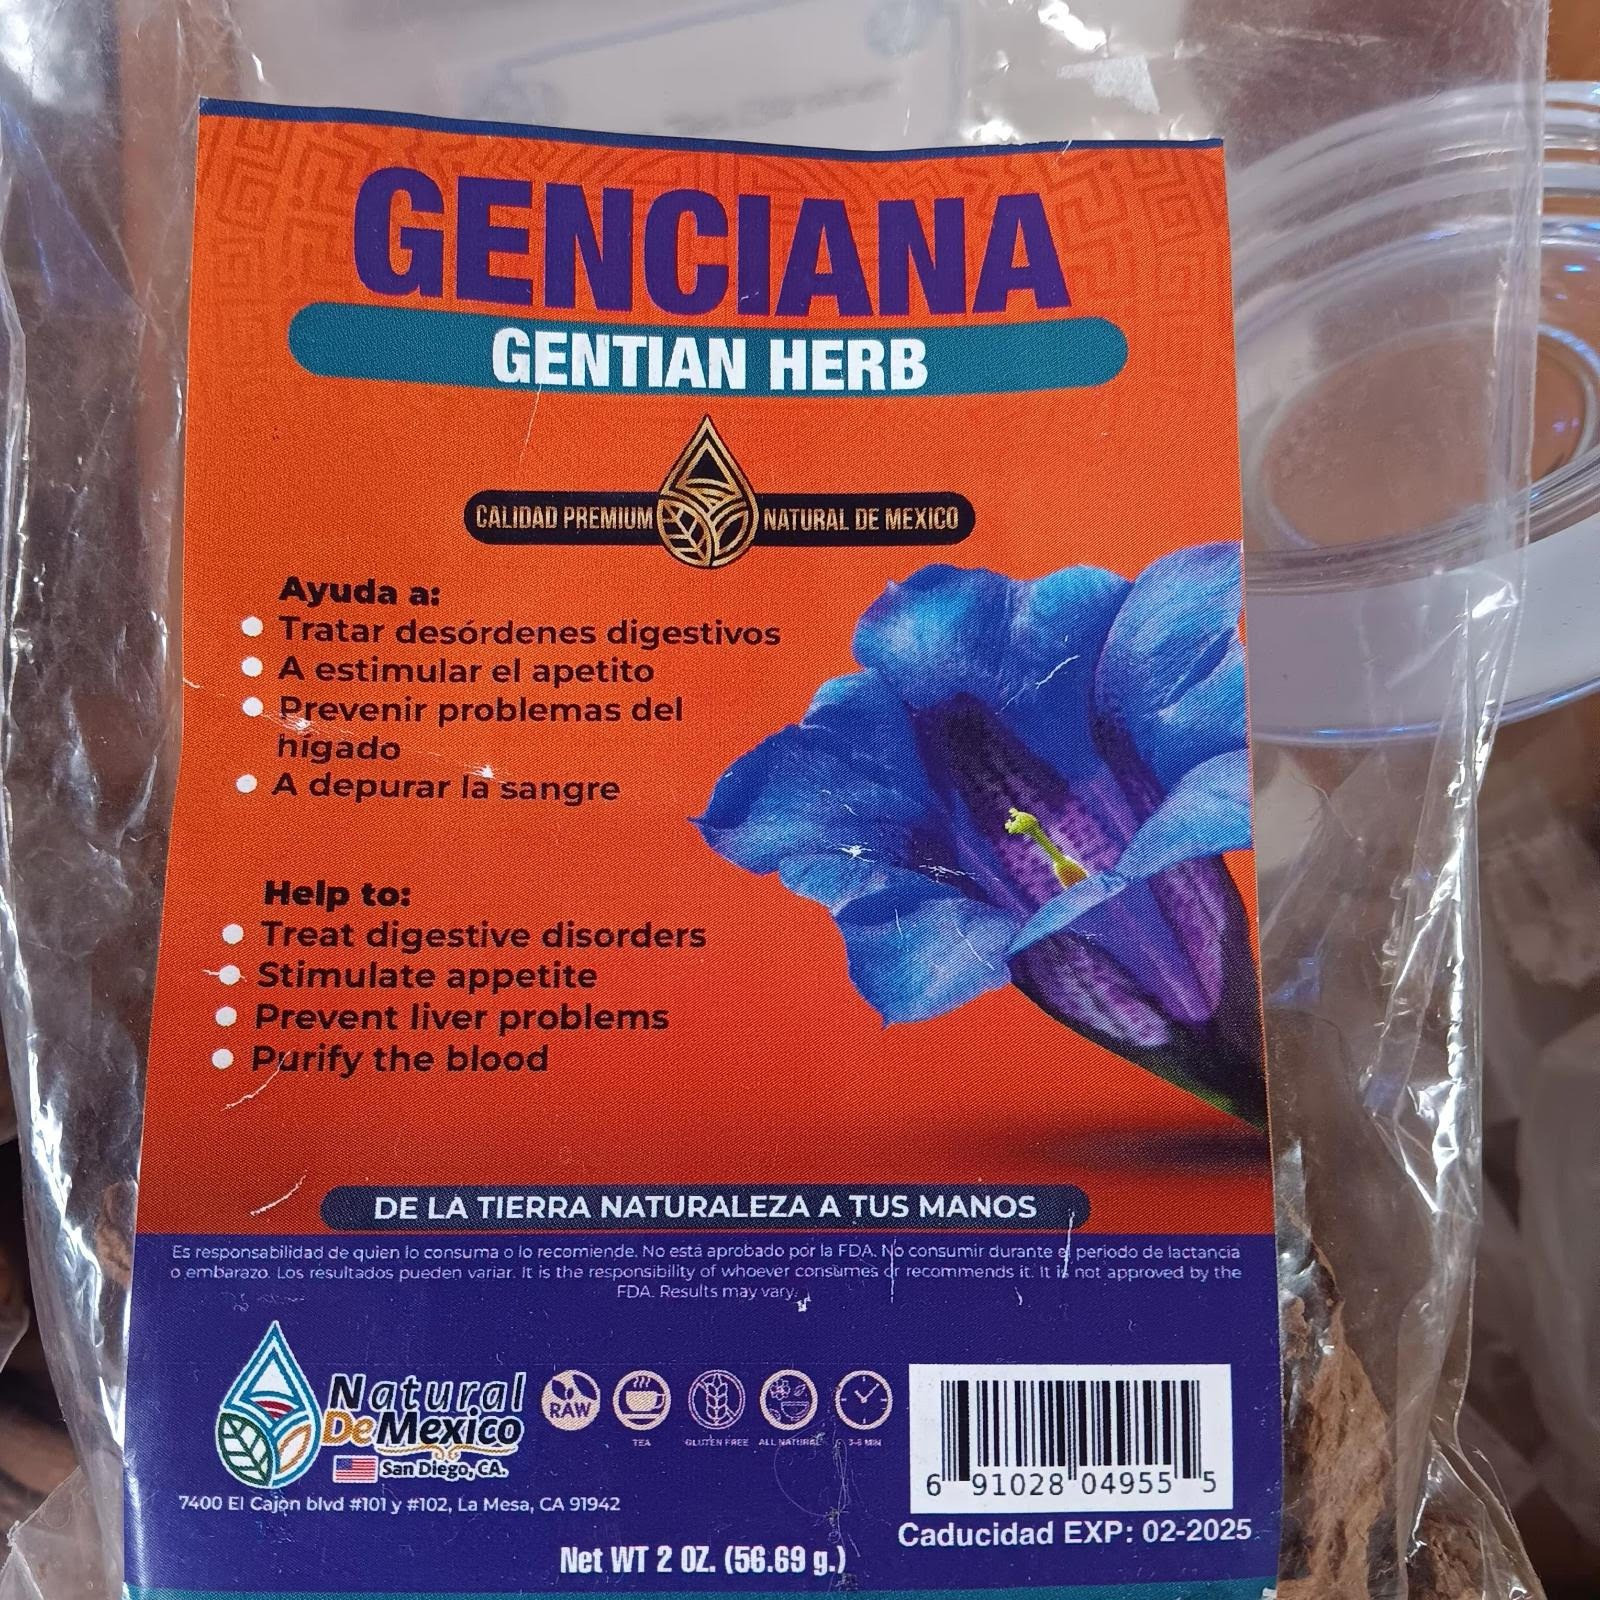 GENCIANA
GENTIAN HERB
CALIDAD PREMIUM NATURAL DE MEXICO
Ayuda a:
Tratar desórdenes digestivos
A estimular el apetito
Prevenir problemas del
hígado
A depurar la sangre
Help to:
Treat digestive disorders
Stimulate appetite
Prevent liver problems
Purify the blood
DE LA TIERRA NATURALEZA A TUS MANOS
Es responsabilidad de quien lo consuma o lo recomiende. No está aprobado por la FDA. No consumir durante el periodo de lactancia
o embarazo. Los resultados pueden variar. It is the responsibility of whoever consumes or recommends it. It is not approved by the
FDA. Results may vary.
Natural
De Mexico
San Diego, CA.
RAW
TEA
GLUTEN FREE
ALL NATURAL
3-5 MIN
7400 El Cajon blvd #101 y #102, La Mesa, CA 91942
6 91028 04955 5
Caducidad EXP: 02-2025
Net WT 2 OZ. (56.69 g.)